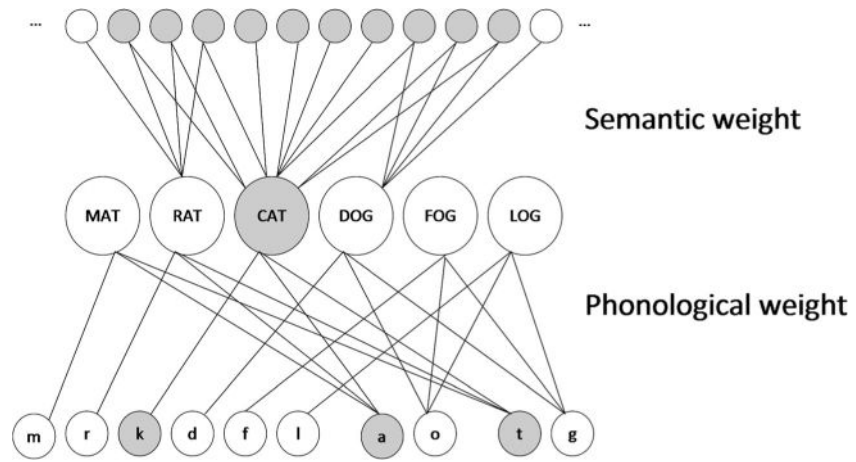 ... ...
Semantic weight
MAT RAT CAT DOG FOG LOG
Phonological weight
m r k d f l a o t g